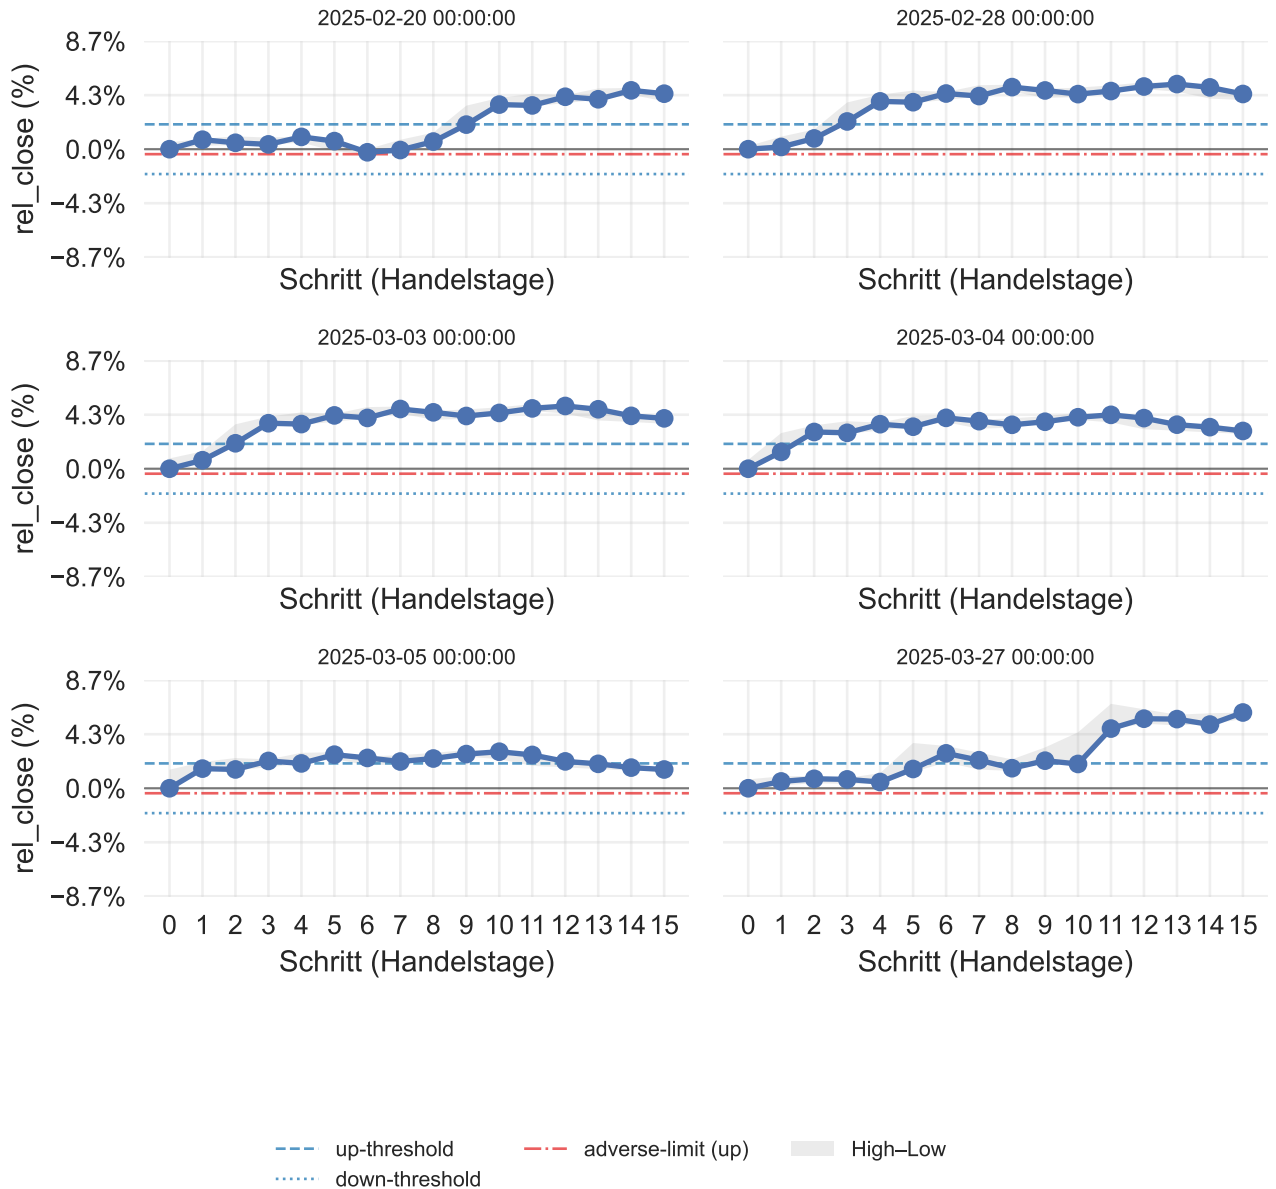 2025-02-20 00:00:00
2025-02-28 00:00:00
8.7%
4.3%
0.0%
−4.3%
−8.7%
rel_close (%)
Schritt (Handelstage)
Schritt (Handelstage)
2025-03-03 00:00:00
2025-03-04 00:00:00
8.7%
4.3%
0.0%
−4.3%
−8.7%
rel_close (%)
Schritt (Handelstage)
Schritt (Handelstage)
2025-03-05 00:00:00
2025-03-27 00:00:00
8.7%
4.3%
0.0%
−4.3%
−8.7%
rel_close (%)
0 1 2 3 4 5 6 7 8 9 10 11 12 13 14 15
0 1 2 3 4 5 6 7 8 9 10 11 12 13 14 15
Schritt (Handelstage)
Schritt (Handelstage)
up-threshold
down-threshold
adverse-limit (up)
High–Low